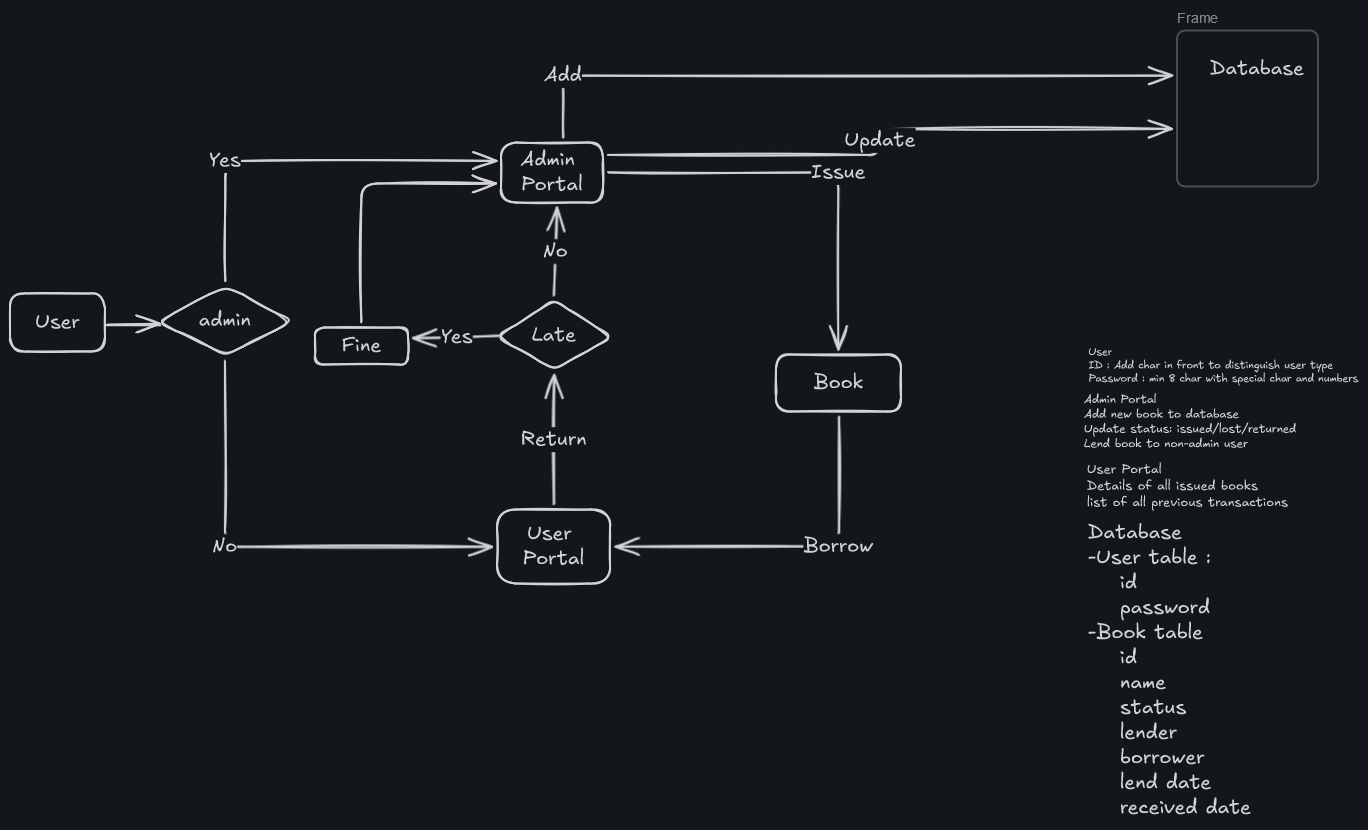 Frame
Database
Add
Update
Yes
Admin
Portal
Issue
No
User
admin
Fine
Yes
Late
Book
Return
User
Portal
No
Borrow
User
ID : Add char in front to distinguish user type
Password : min 8 char with special char and numbers
Admin Portal
Add new book to database
Update status: issued/lost/returned
Lend book to non-admin user
User Portal
Details of all issued books
list of all previous transactions
Database
-User table :
id
password
-Book table
id
name
status
lender
borrower
lend date
received date